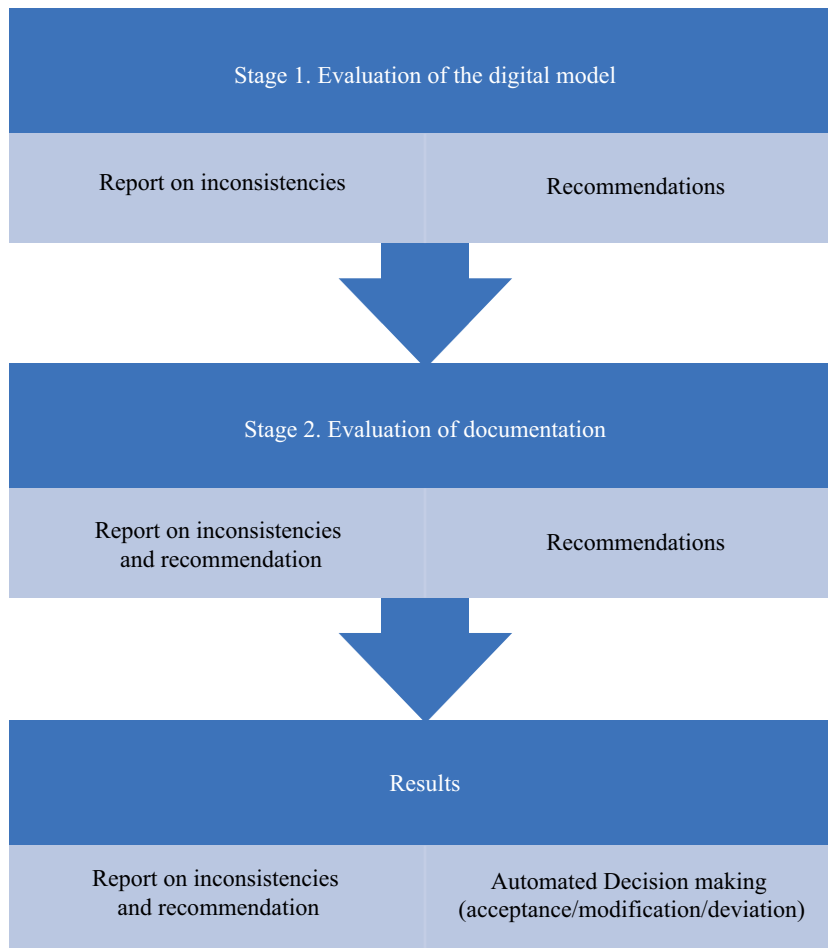 Stage 1. Evaluation of the digital model
Report on inconsistencies
Recommendations
Stage 2. Evaluation of documentation
Report on inconsistencies
and recommendation
Recommendations
Results
Report on inconsistencies
and recommendation
Automated Decision making
(acceptance/modification/deviation)